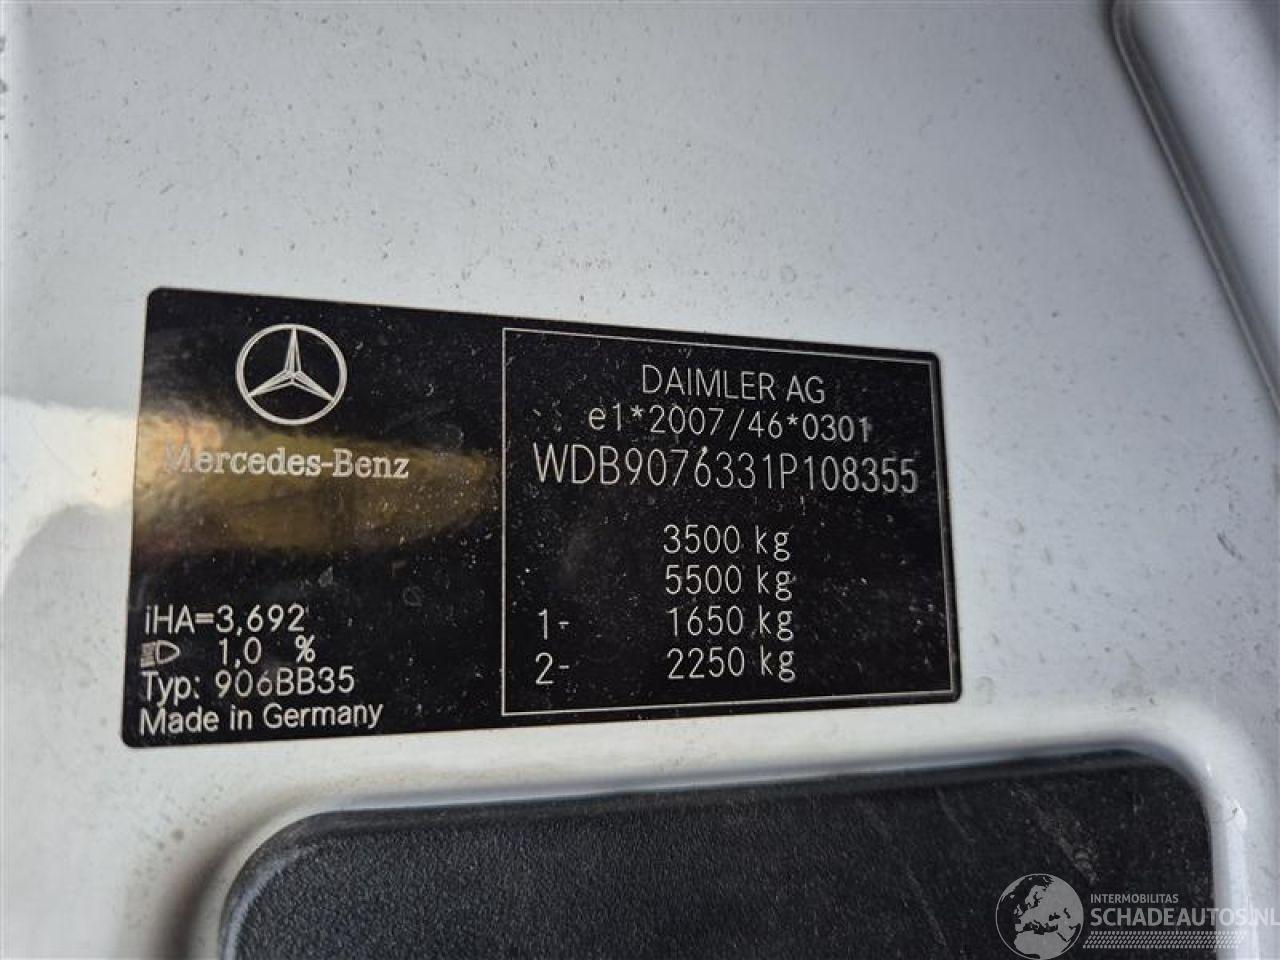 Mercedes-Benz
iHA=3,692
1,0 %
Typ: 906BB35
Made in Germany
DAIMLER AG
e1*2007/46*0301
WDB9076331P108355
3500 kg
5500 kg
1- 1650 kg
2- 2250 kg
INTERMOBILITAS
SCHADEAUTOS.NL